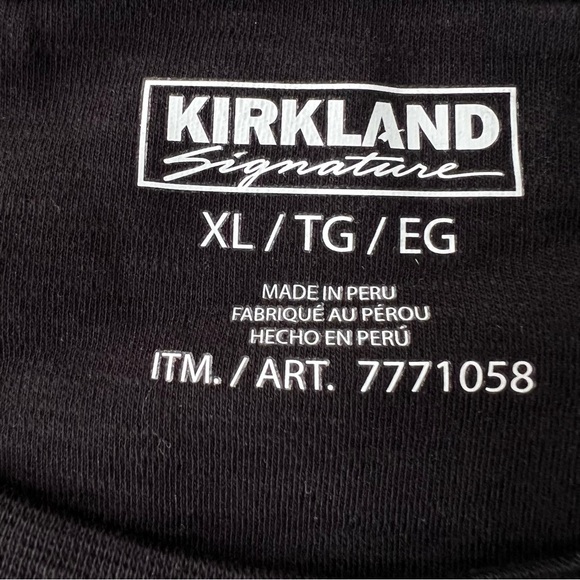 KIRKLAND
Signature
XL / TG / EG
MADE IN PERU
FABRIQUÉ AU PÉROU
HECHO EN PERÚ
ITM. / ART. 7771058